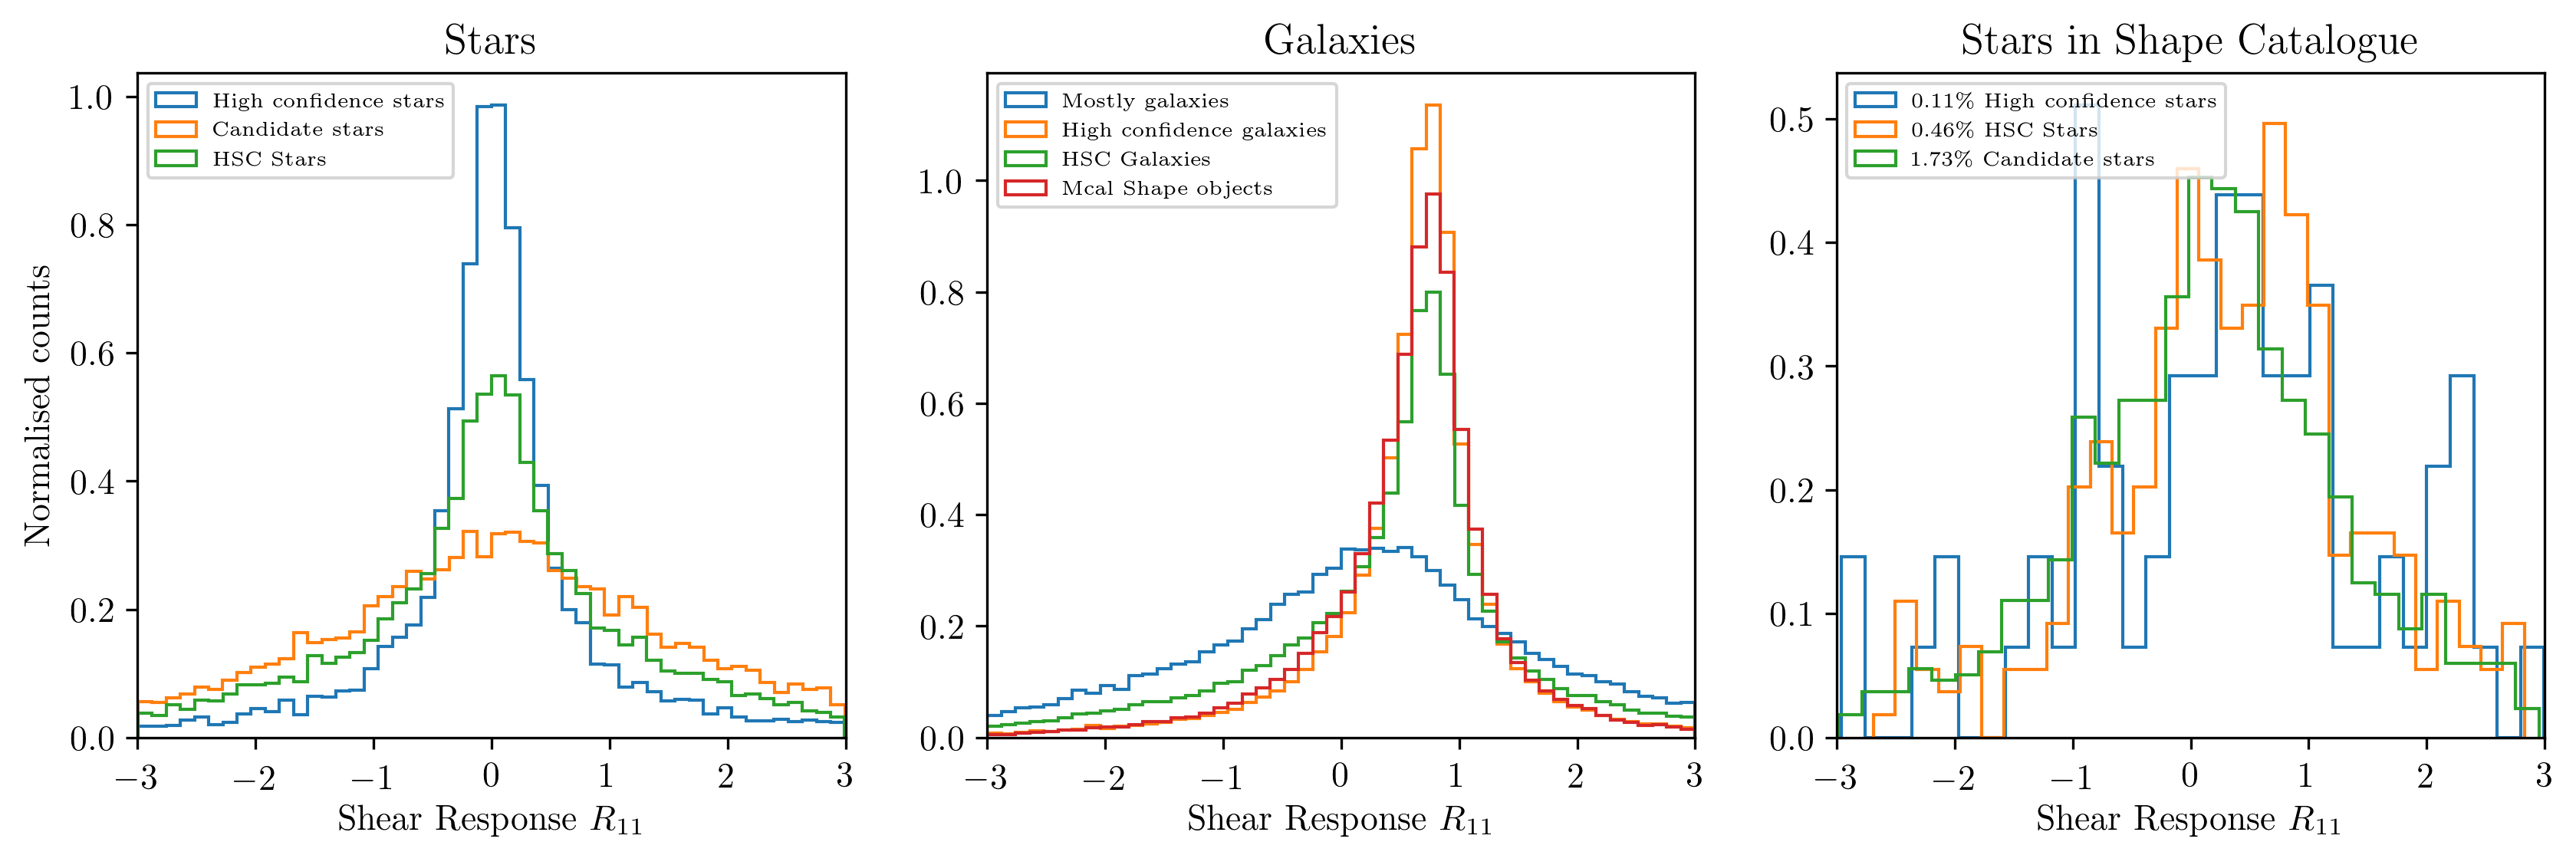 Stars
High confidence stars
Candidate stars
HSC Stars
Normalised counts
1.0
0.8
0.6
0.4
0.2
0.0
−3 −2 −1 0 1 2 3
Shear Response R11
Galaxies
Mostly galaxies
High confidence galaxies
HSC Galaxies
Mcal Shape objects
1.0
0.8
0.6
0.4
0.2
0.0
−3 −2 −1 0 1 2 3
Shear Response R11
Stars in Shape Catalogue
0.11% High confidence stars
0.46% HSC Stars
1.73% Candidate stars
0.5
0.4
0.3
0.2
0.1
0.0
−3 −2 −1 0 1 2 3
Shear Response R11